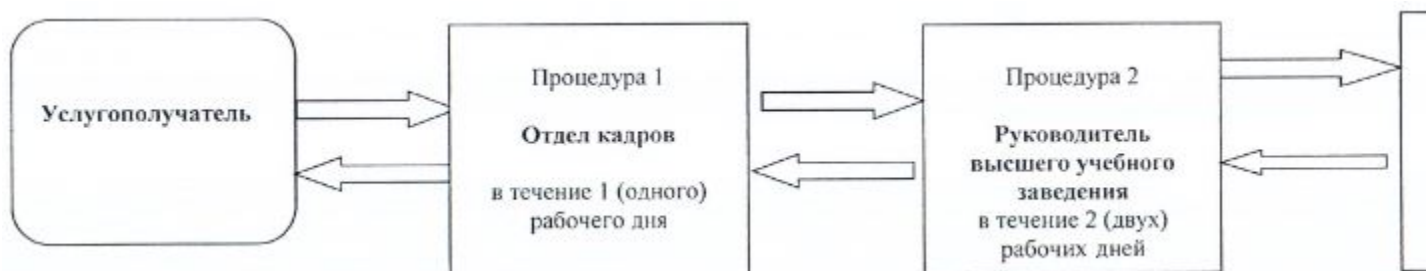 Услугополучатель
Процедура 1
Отдел кадров
в течение 1 (одного)
рабочего дня
Процедура 2
Руководитель
высшего учебного
заведения
в течение 2 (двух)
рабочих дней